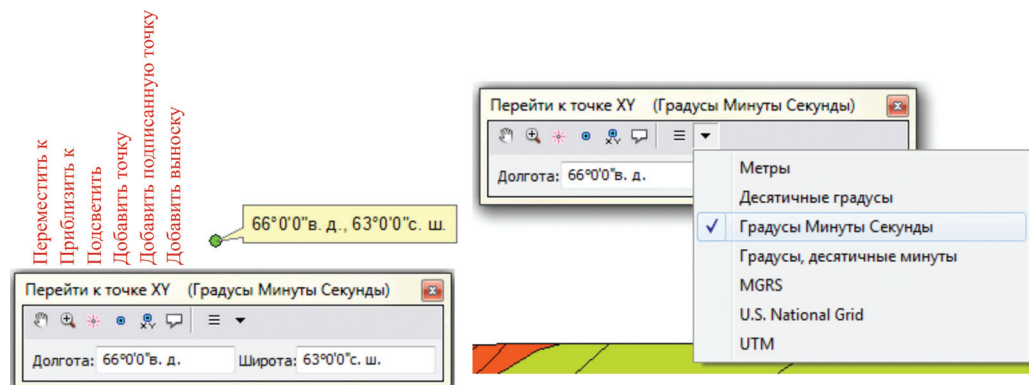 Переместить к
Приблизить к
Подсветить
Добавить точку
Добавить подписанную точку
Добавить выноску
66°0'0"в. д., 63°0'0"с. ш.
Перейти к точке XY (Градусы Минуты Секунды)
XY
Долгота: 66°0'0"в. д. Широта: 63°0'0"с. ш.
Перейти к точке XY (Градусы Минуты Секунды)
XY
Долгота: 66°0'0"в. д.
Метры
Десятичные градусы
Градусы Минуты Секунды
Градусы, десятичные минуты
MGRS
U.S. National Grid
UTM